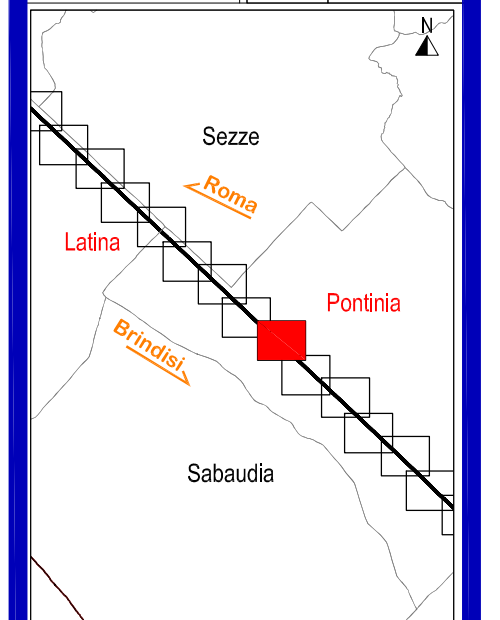 N
Sezze
Roma
Latina
Pontinia
Brindisi
Sabaudia